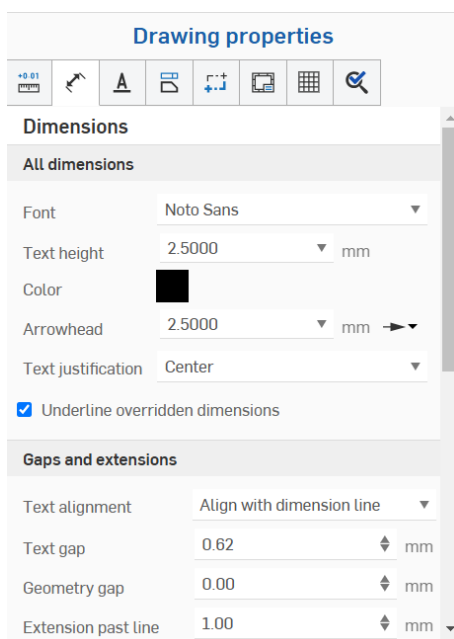 Drawing properties
+0.01
A
Dimensions
All dimensions
Font Noto Sans
Text height 2.5000 mm
Color
Arrowhead 2.5000 mm
Text justification Center
Underline overridden dimensions
Gaps and extensions
Text alignment Align with dimension line
Text gap 0.62 mm
Geometry gap 0.00 mm
Extension past line 1.00 mm